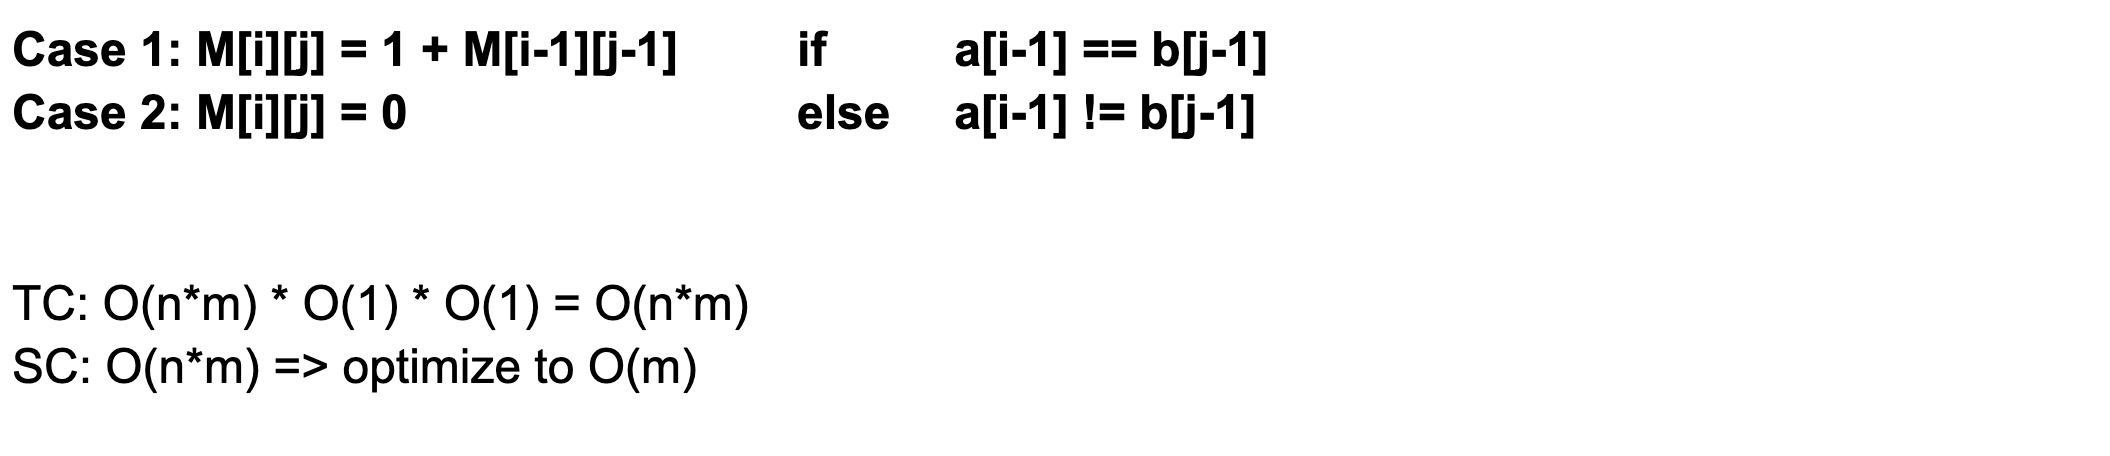 Case 1: M[i][j] = 1 + M[i-1][j-1] if a[i-1] == b[j-1]
Case 2: M[i][j] = 0 else a[i-1] != b[j-1]
TC: O(n*m) * O(1) * O(1) = O(n*m)
SC: O(n*m) => optimize to O(m)